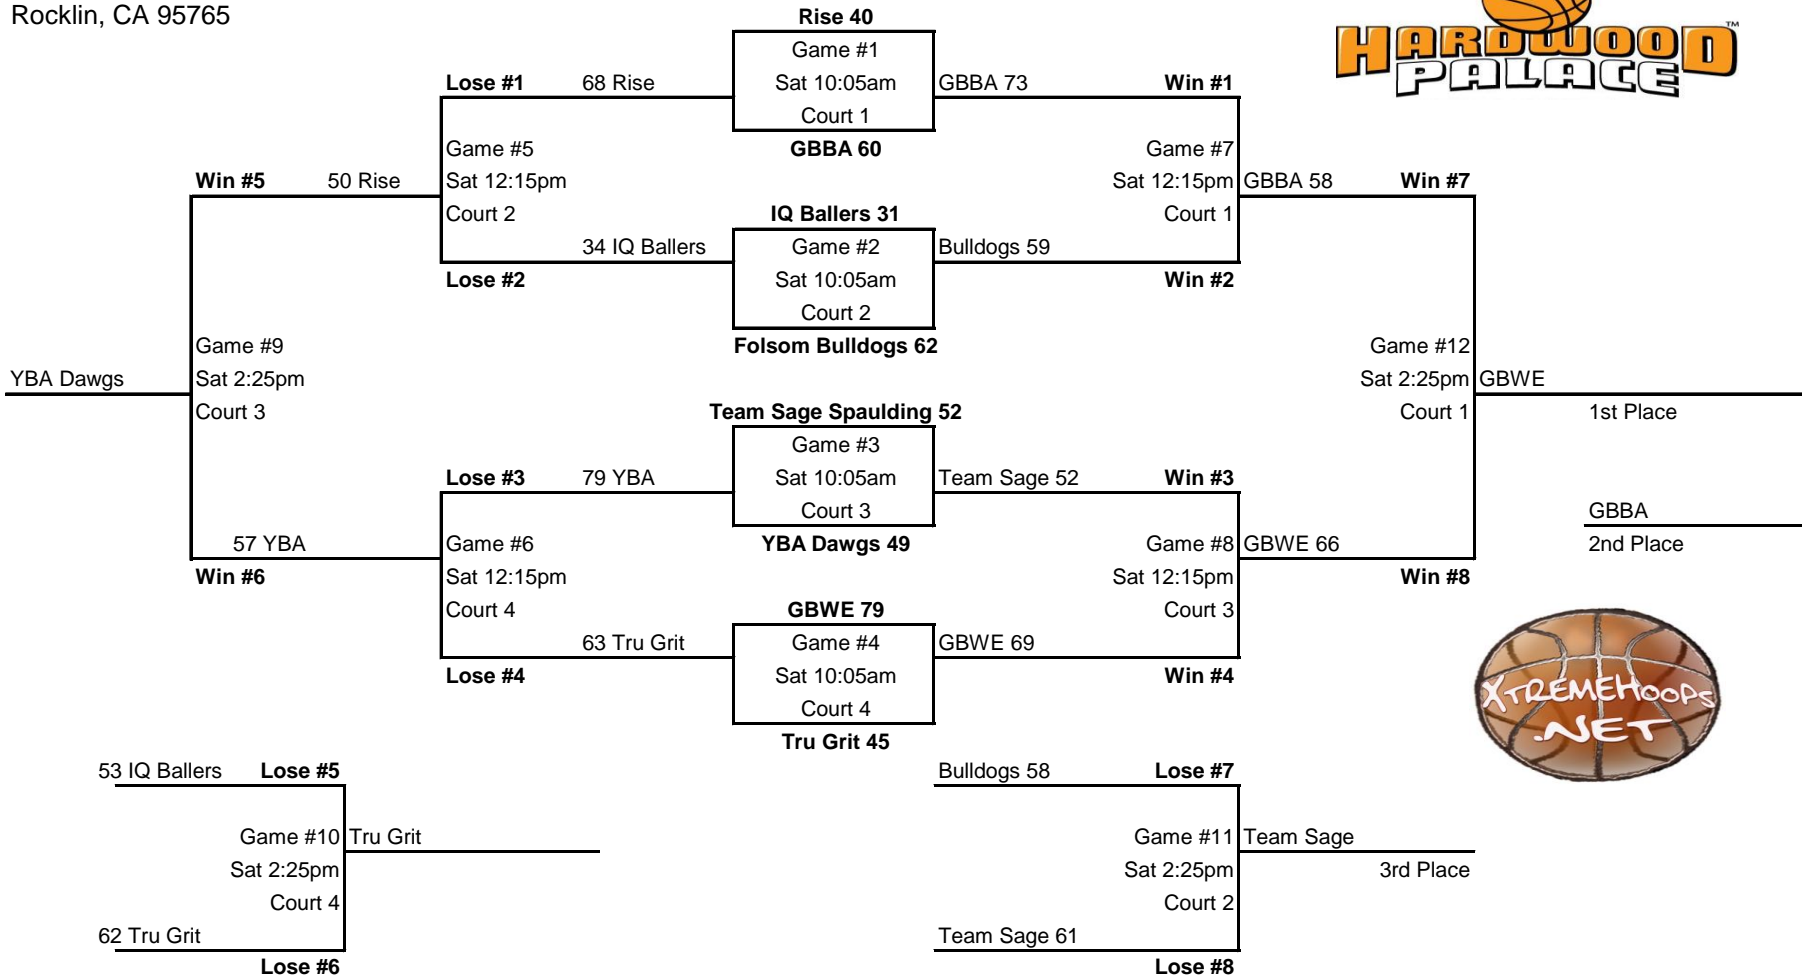 Rocklin, CA 95765
HARDWOOD™
PALACE
Rise 40
Game #1
Lose #1 68 Rise Sat 10:05am GBBA 73 Win #1
Court 1
Game #5 GBBA 60 Game #7
Win #5 50 Rise Sat 12:15pm Sat 12:15pm GBBA 58 Win #7
Court 2 IQ Ballers 31 Court 1
34 IQ Ballers Game #2 Bulldogs 59
Lose #2 Sat 10:05am Win #2
Court 2
Game #9 Folsom Bulldogs 62 Game #12
YBA Dawgs Sat 2:25pm Sat 2:25pm GBWE
Court 3 Team Sage Spaulding 52 Court 1 1st Place
Game #3
Lose #3 79 YBA Sat 10:05am Team Sage 52 Win #3
Court 3 GBBA
57 YBA Game #6 YBA Dawgs 49 Game #8 GBWE 66 2nd Place
Win #6 Sat 12:15pm Sat 12:15pm Win #8
Court 4 GBWE 79 Court 3
63 Tru Grit Game #4 GBWE 69
Lose #4 Sat 10:05am Win #4
Court 4
Tru Grit 45
XTREMEHOOPS
.NET
53 IQ Ballers Lose #5 Bulldogs 58 Lose #7
Game #10 Tru Grit Game #11 Team Sage
Sat 2:25pm Sat 2:25pm 3rd Place
Court 4 Court 2
62 Tru Grit Team Sage 61
Lose #6 Lose #8